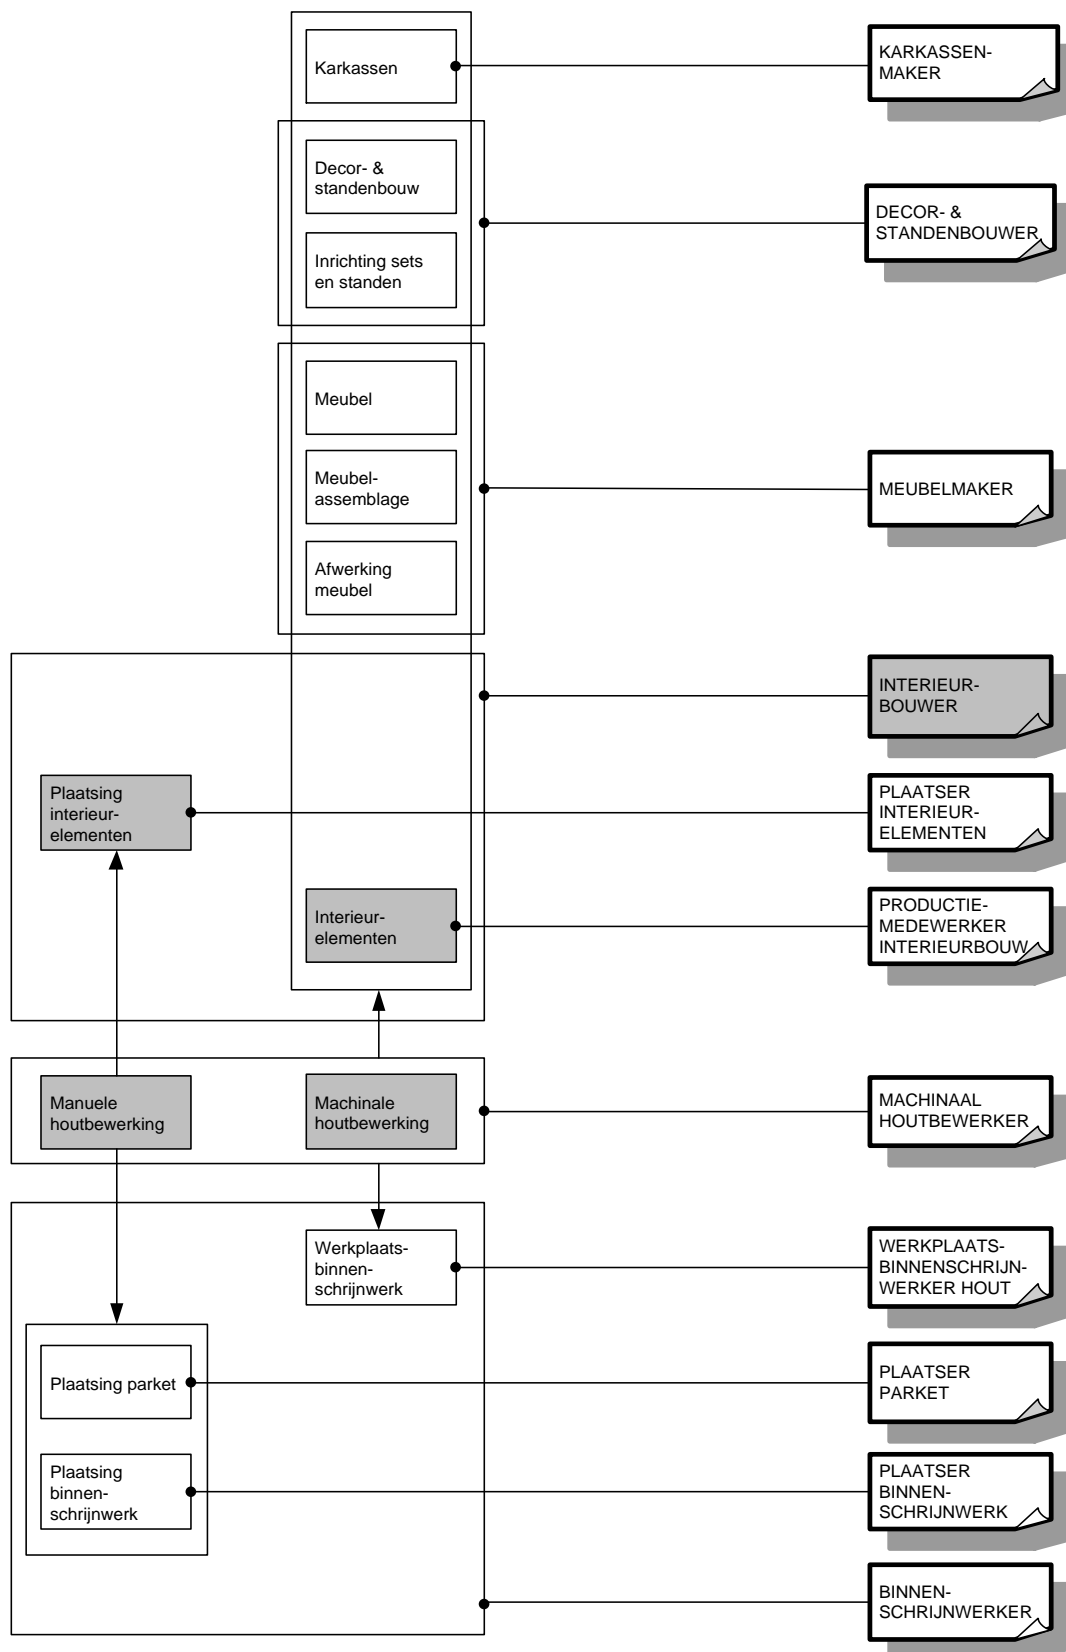 Karkassen
KARKASSEN-
MAKER
Decor- &
standenbouw
DECOR- &
STANDENBOUWER
Inrichting sets
en standen
Meubel
Meubel-
assemblage
MEUBELMAKER
Afwerking
meubel
INTERIEUR-
BOUWER
Plaatsing
interieur-
elementen
PLAATSER
INTERIEUR-
ELEMENTEN
Interieur-
elementen
PRODUCTIE-
MEDEWERKER
INTERIEURBOUW
Manuele
houtbewerking
Machinale
houtbewerking
MACHINAAL
HOUTBEWERKER
Werkplaats-
binnen-
schrijnwerk
WERKPLAATS-
BINNENSCHRIJN-
WERKER HOUT
Plaatsing parket
PLAATSER
PARKET
Plaatsing
binnen-
schrijnwerk
PLAATSER
BINNEN-
SCHRIJNWERK
BINNEN-
SCHRIJNWERKER